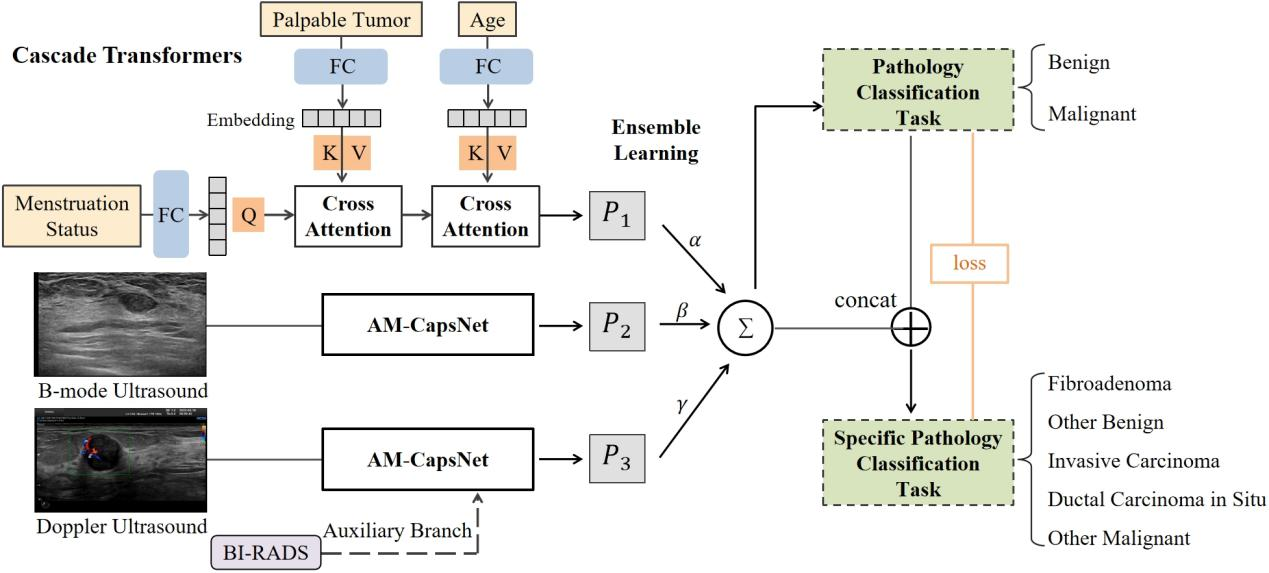 Palpable Tumor
Age
Cascade Transformers
FC
FC
Embedding
K V
K V
Menstruation
Status
FC
Q
Cross
Attention
Cross
Attention
Ensemble
Learning
P1
α
B-mode Ultrasound
AM-CapsNet
P2
β
Σ
Doppler Ultrasound
AM-CapsNet
P3
γ
BI-RADS
Auxiliary Branch
Pathology
Classification
Task
Benign
Malignant
loss
concat
Specific Pathology
Classification
Task
Fibroadenoma
Other Benign
Invasive Carcinoma
Ductal Carcinoma in Situ
Other Malignant